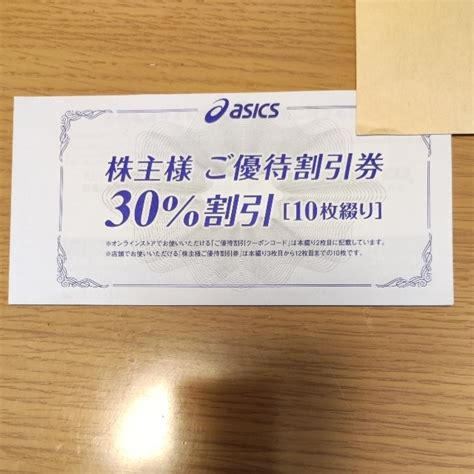 asics
株主様 ご優待割引券
30%割引 [10枚綴り]
※オンラインストアでお使いいただける「ご優待割引クーポンコード」は本綴り2枚目に記載しています。
※店舗でお使いいただける「株主様ご優待割引券」は本綴り3枚目から12枚目までの10枚です。